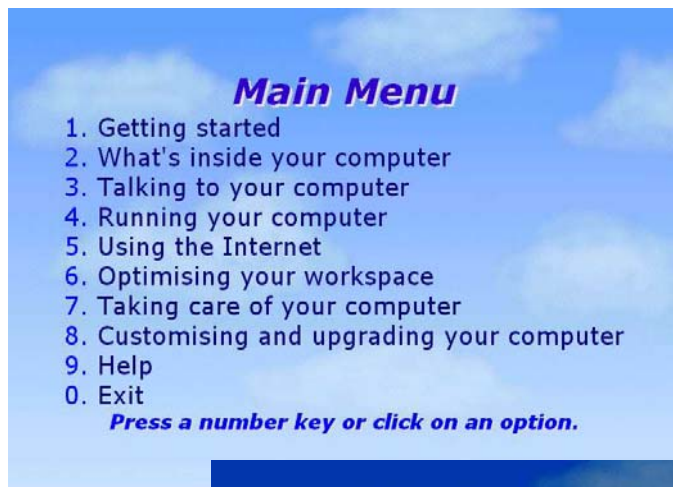 Main Menu
1. Getting started
2. What's inside your computer
3. Talking to your computer
4. Running your computer
5. Using the Internet
6. Optimising your workspace
7. Taking care of your computer
8. Customising and upgrading your computer
9. Help
0. Exit
Press a number key or click on an option.